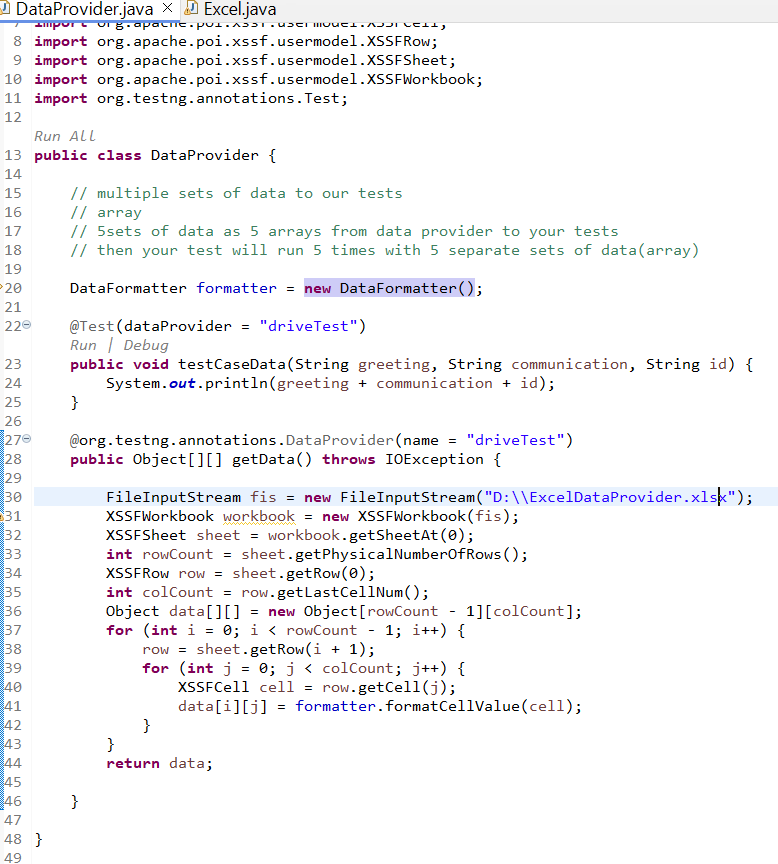 DataProvider.java × Excel.java
7 import org.apache.poi.xssf.usermodel.XSSFCell;
8 import org.apache.poi.xssf.usermodel.XSSFRow;
9 import org.apache.poi.xssf.usermodel.XSSFSheet;
10 import org.apache.poi.xssf.usermodel.XSSFWorkbook;
11 import org.testng.annotations.Test;
12
Run All
13 public class DataProvider {
14
15 // multiple sets of data to our tests
16 // array
17 // 5sets of data as 5 arrays from data provider to your tests
18 // then your test will run 5 times with 5 separate sets of data(array)
19
20 DataFormatter formatter = new DataFormatter();
21
22 @Test(dataProvider = "driveTest")
Run | Debug
23 public void testCaseData(String greeting, String communication, String id) {
24 System.out.println(greeting + communication + id);
25 }
26
27 @org.testng.annotations.DataProvider(name = "driveTest")
28 public Object[][] getData() throws IOException {
29
30 FileInputStream fis = new FileInputStream("D:\\ExcelDataProvider.xlsx");
31 XSSFWorkbook workbook = new XSSFWorkbook(fis);
32 XSSFSheet sheet = workbook.getSheetAt(0);
33 int rowCount = sheet.getPhysicalNumberOfRows();
34 XSSFRow row = sheet.getRow(0);
35 int colCount = row.getLastCellNum();
36 Object data[][] = new Object[rowCount - 1][colCount];
37 for (int i = 0; i < rowCount - 1; i++) {
38 row = sheet.getRow(i + 1);
39 for (int j = 0; j < colCount; j++) {
40 XSSFCell cell = row.getCell(j);
41 data[i][j] = formatter.formatCellValue(cell);
42 }
43 }
44 return data;
45
46 }
47
48 }
49